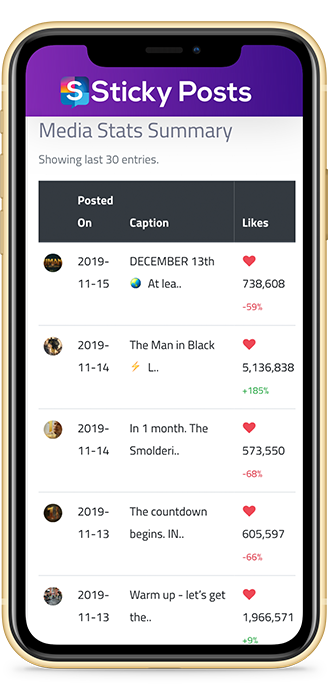 S Sticky Posts
Media Stats Summary
Showing last 30 entries.
Posted On Caption Likes
2019-11-15 DECEMBER 13th 🌏 At lea.. 738,608
-59%
2019-11-14 The Man in Black ⚡ L.. 5,136,838
+185%
2019-11-14 In 1 month. The Smolderi.. 573,550
-68%
2019-11-13 The countdown begins. IN.. 605,597
-66%
2019-11-13 Warm up - let's get the.. 1,966,571
+9%